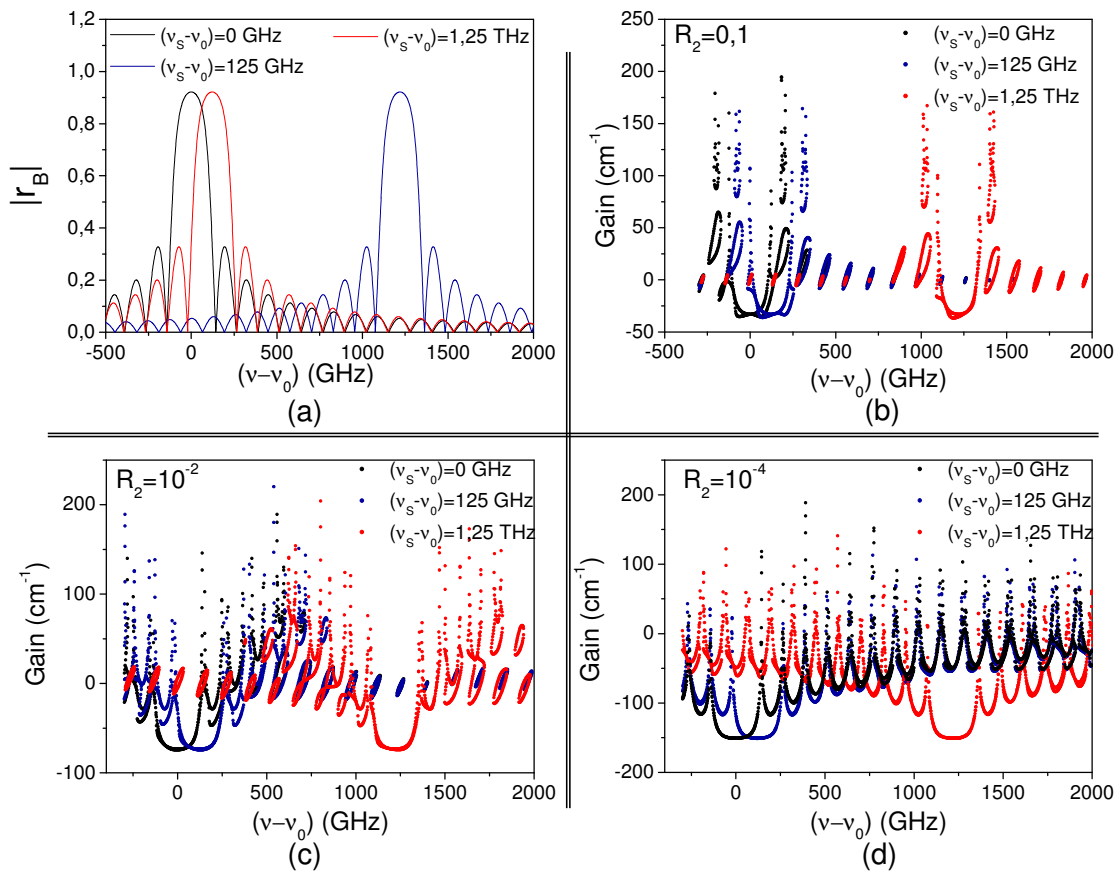 1,2
1,0
0,8
0,6
0,4
0,2
0,0
|r_B|
(ν_S-ν_0)=0 GHz
(ν_S-ν_0)=1,25 THz
(ν_S-ν_0)=125 GHz
-500 0 500 1000 1500 2000
(ν-ν_0) (GHz)
(a)
250
200
150
100
50
0
-50
Gain (cm^-1)
R_2=0,1
(ν_S-ν_0)=0 GHz
(ν_S-ν_0)=125 GHz
(ν_S-ν_0)=1,25 THz
-500 0 500 1000 1500 2000
(ν-ν_0) (GHz)
(b)
200
100
0
-100
Gain (cm^-1)
R_2=10^-2
(ν_S-ν_0)=0 GHz
(ν_S-ν_0)=125 GHz
(ν_S-ν_0)=1,25 THz
0 500 1000 1500 2000
(ν-ν_0) (GHz)
(c)
200
100
0
-50
-100
-150
-200
Gain (cm^-1)
R_2=10^-4
(ν_S-ν_0)=0 GHz
(ν_S-ν_0)=125 GHz
(ν_S-ν_0)=1,25 THz
0 500 1000 1500 2000
(ν-ν_0) (GHz)
(d)